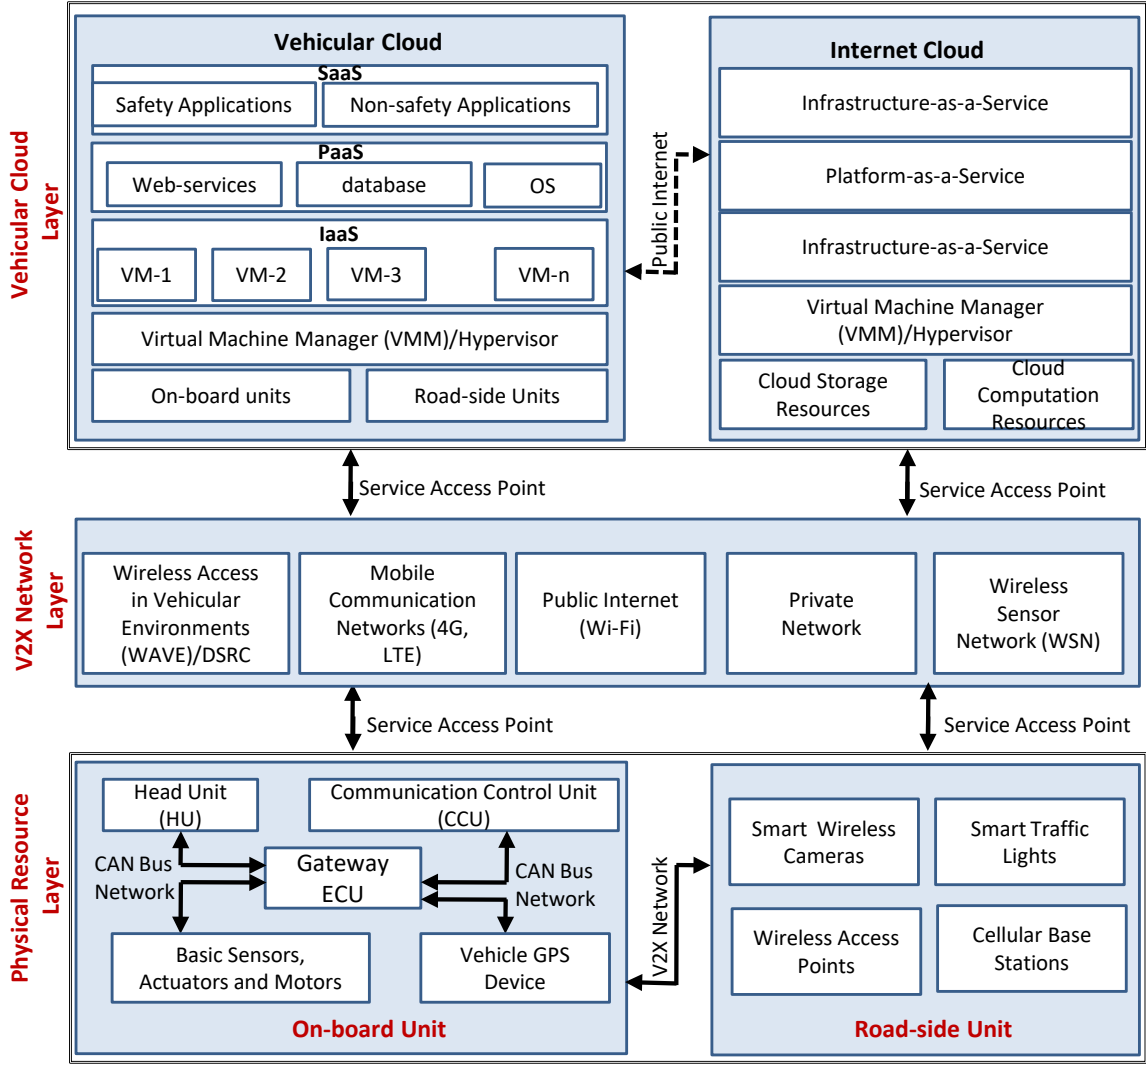 Vehicular Cloud
Layer
Vehicular Cloud
SaaS
Safety Applications
Non-safety Applications
PaaS
Web-services
database
OS
IaaS
VM-1
VM-2
VM-3
VM-n
Virtual Machine Manager (VMM)/Hypervisor
On-board units
Road-side Units
Public Internet
Internet Cloud
Infrastructure-as-a-Service
Platform-as-a-Service
Infrastructure-as-a-Service
Virtual Machine Manager
(VMM)/Hypervisor
Cloud Storage
Resources
Cloud
Computation
Resources
Service Access Point
Service Access Point
V2X Network
Layer
Wireless Access
in Vehicular
Environments
(WAVE)/DSRC
Mobile
Communication
Networks (4G,
LTE)
Public Internet
(Wi-Fi)
Private
Network
Wireless
Sensor
Network (WSN)
Service Access Point
Service Access Point
Physical Resource
Layer
Head Unit
(HU)
Communication Control Unit
(CCU)
CAN Bus
Network
Gateway
ECU
CAN Bus
Network
Basic Sensors,
Actuators and Motors
Vehicle GPS
Device
On-board Unit
V2X Network
Smart Wireless
Cameras
Smart Traffic
Lights
Wireless Access
Points
Cellular Base
Stations
Road-side Unit